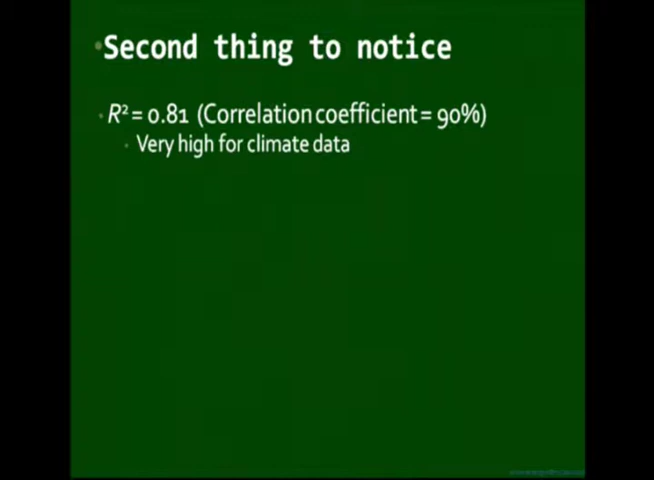 •Second thing to notice
• R² = 0.81 (Correlation coefficient = 90%)
• Very high for climate data